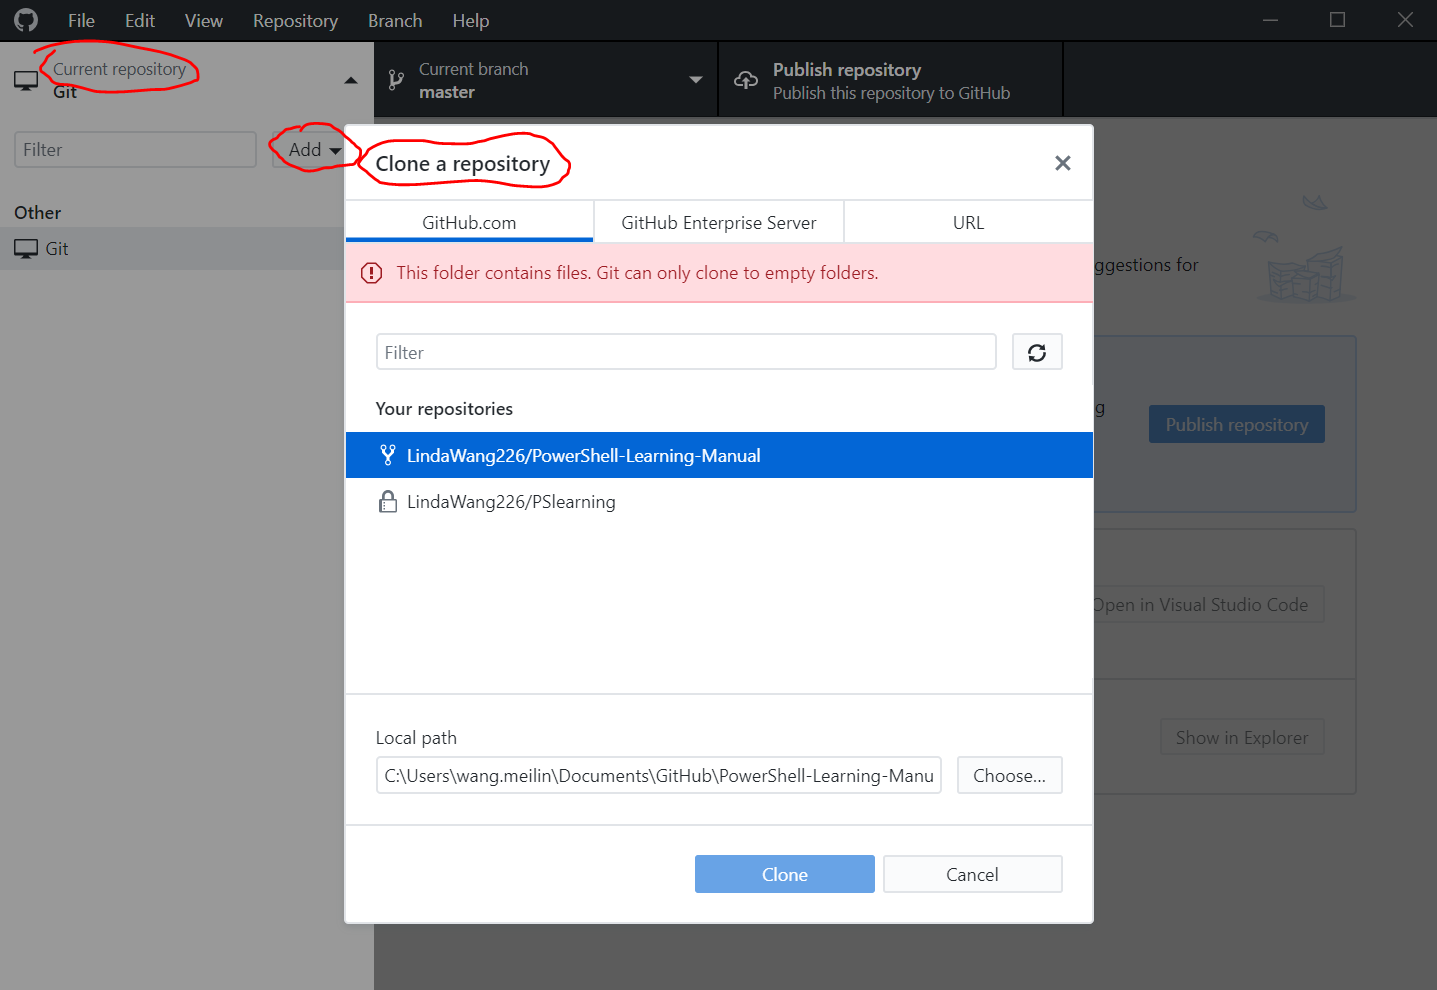 File Edit View Repository Branch Help
Current repository
Git
Current branch
master
Publish repository
Publish this repository to GitHub
Filter
Add
Other
Git
Clone a repository
GitHub.com GitHub Enterprise Server URL
This folder contains files. Git can only clone to empty folders.
Filter
Your repositories
LindaWang226/PowerShell-Learning-Manual
LindaWang226/PSlearning
Local path
C:\Users\wang.meilin\Documents\GitHub\PowerShell-Learning-Manu
Choose...
Clone Cancel
ggestions for
g
Publish repository
Open in Visual Studio Code
Show in Explorer